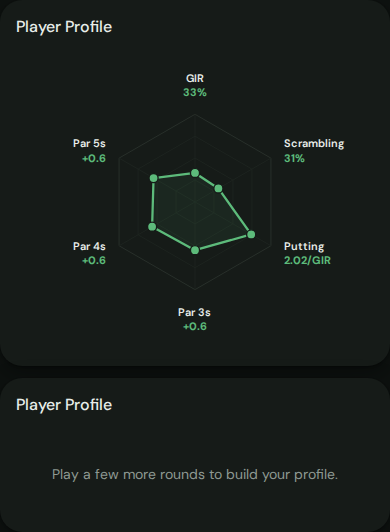 Player Profile
GIR
33%
Par 5s
+0.6
Scrambling
31%
Par 4s
+0.6
Putting
2.02/GIR
Par 3s
+0.6
Player Profile
Play a few more rounds to build your profile.